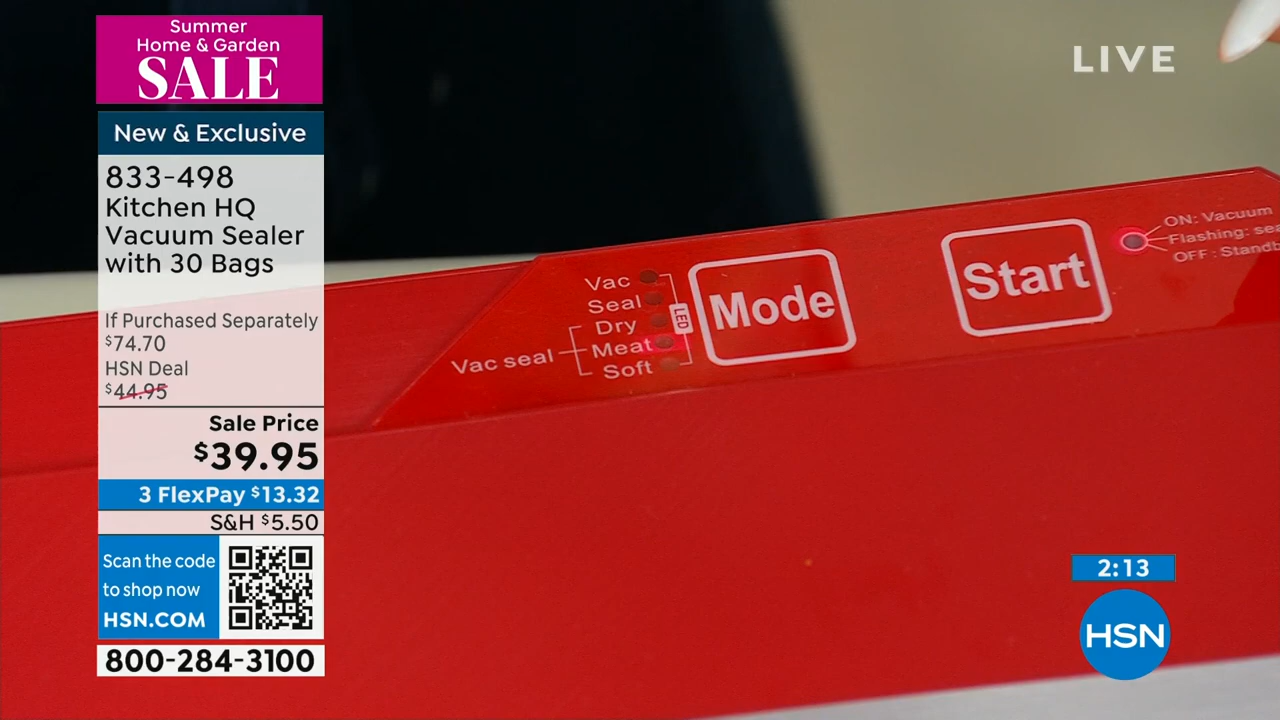 Summer
Home & Garden
SALE
New & Exclusive
833-498
Kitchen HQ
Vacuum Sealer
with 30 Bags
If Purchased Separately
$74.70
HSN Deal
$44.95
Sale Price
$39.95
3 FlexPay $13.32
S&H $5.50
Scan the code
to shop now
HSN.COM
800-284-3100
LIVE
Vac
Seal
Dry
Vac seal
Meat
Soft
LED
Mode
Start
ON: Vacuum
Flashing:
OFF :
2:13
HSN